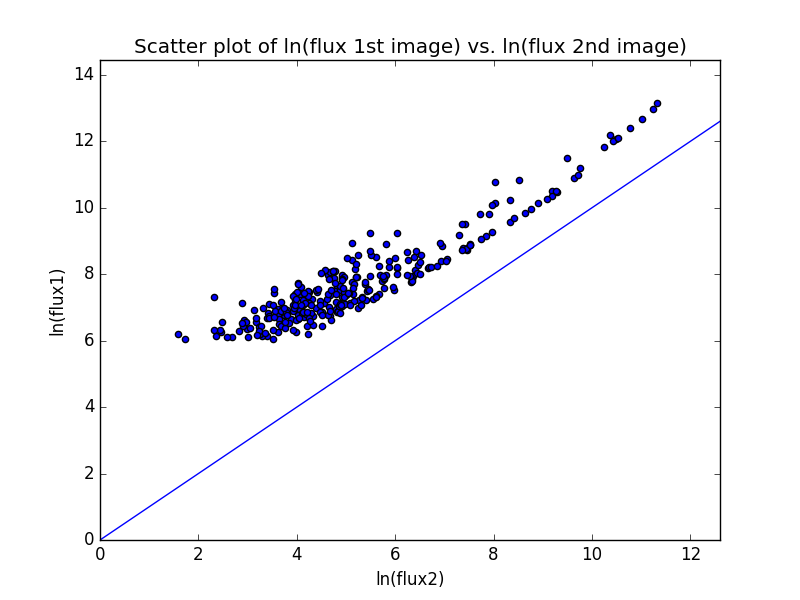 Scatter plot of ln(flux 1st image) vs. ln(flux 2nd image)
14
12
10
8
6
4
2
0
ln(flux1)
0 2 4 6 8 10 12
ln(flux2)